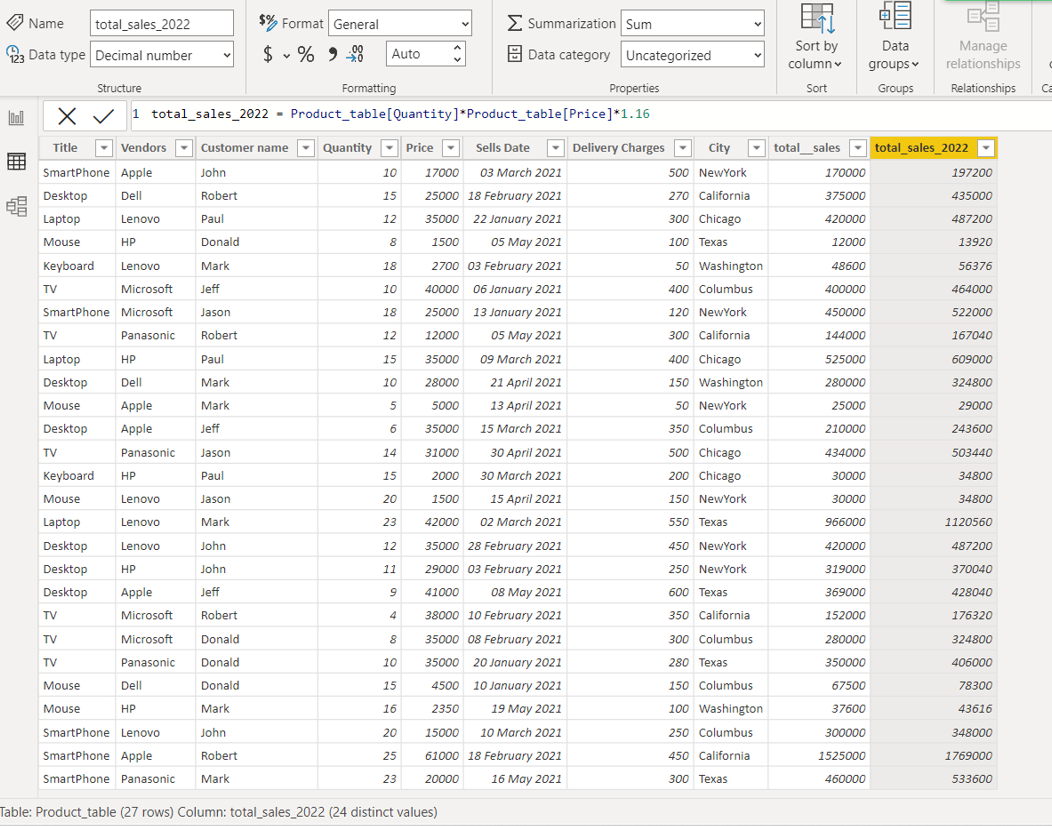 Name total_sales_2022 $% Format General Σ Summarization Sum
Data type Decimal number $ % 9 .00 →0 Auto Data category Uncategorized
Sort by column Data groups Manage relationships
Structure Formatting Properties Sort Groups Relationships Ca
1 total_sales_2022 = Product_table[Quantity]*Product_table[Price]*1.16
Title Vendors Customer name Quantity Price Sells Date Delivery Charges City total__sales total_sales_2022
SmartPhone Apple John 10 17000 03 March 2021 500 NewYork 170000 197200
Desktop Dell Robert 15 25000 18 February 2021 270 California 375000 435000
Laptop Lenovo Paul 12 35000 22 January 2021 300 Chicago 420000 487200
Mouse HP Donald 8 1500 05 May 2021 100 Texas 12000 13920
Keyboard Lenovo Mark 18 2700 03 February 2021 50 Washington 48600 56376
TV Microsoft Jeff 10 40000 06 January 2021 400 Columbus 400000 464000
SmartPhone Microsoft Jason 18 25000 13 January 2021 120 NewYork 450000 522000
TV Panasonic Robert 12 12000 05 May 2021 300 California 144000 167040
Laptop HP Paul 15 35000 09 March 2021 400 Chicago 525000 609000
Desktop Dell Mark 10 28000 21 April 2021 150 Washington 280000 324800
Mouse Apple Mark 5 5000 13 April 2021 50 NewYork 25000 29000
Desktop Apple Jeff 6 35000 15 March 2021 350 Columbus 210000 243600
TV Panasonic Jason 14 31000 30 April 2021 500 Chicago 434000 503440
Keyboard HP Paul 15 2000 30 March 2021 200 Chicago 30000 34800
Mouse Lenovo Jason 20 1500 15 April 2021 150 NewYork 30000 34800
Laptop Lenovo Mark 23 42000 02 March 2021 550 Texas 966000 1120560
Desktop Lenovo John 12 35000 28 February 2021 450 NewYork 420000 487200
Desktop HP John 11 29000 03 February 2021 250 NewYork 319000 370040
Desktop Apple Jeff 9 41000 08 May 2021 600 Texas 369000 428040
TV Microsoft Robert 4 38000 10 February 2021 350 California 152000 176320
TV Microsoft Donald 8 35000 08 February 2021 300 Columbus 280000 324800
TV Panasonic Donald 10 35000 20 January 2021 280 Texas 350000 406000
Mouse Dell Donald 15 4500 10 January 2021 150 Columbus 67500 78300
Mouse HP Mark 16 2350 19 May 2021 100 Washington 37600 43616
SmartPhone Lenovo John 20 15000 10 March 2021 250 Columbus 300000 348000
SmartPhone Apple Robert 25 61000 18 February 2021 450 California 1525000 1769000
SmartPhone Panasonic Mark 23 20000 16 May 2021 300 Texas 460000 533600
Table: Product_table (27 rows) Column: total_sales_2022 (24 distinct values)